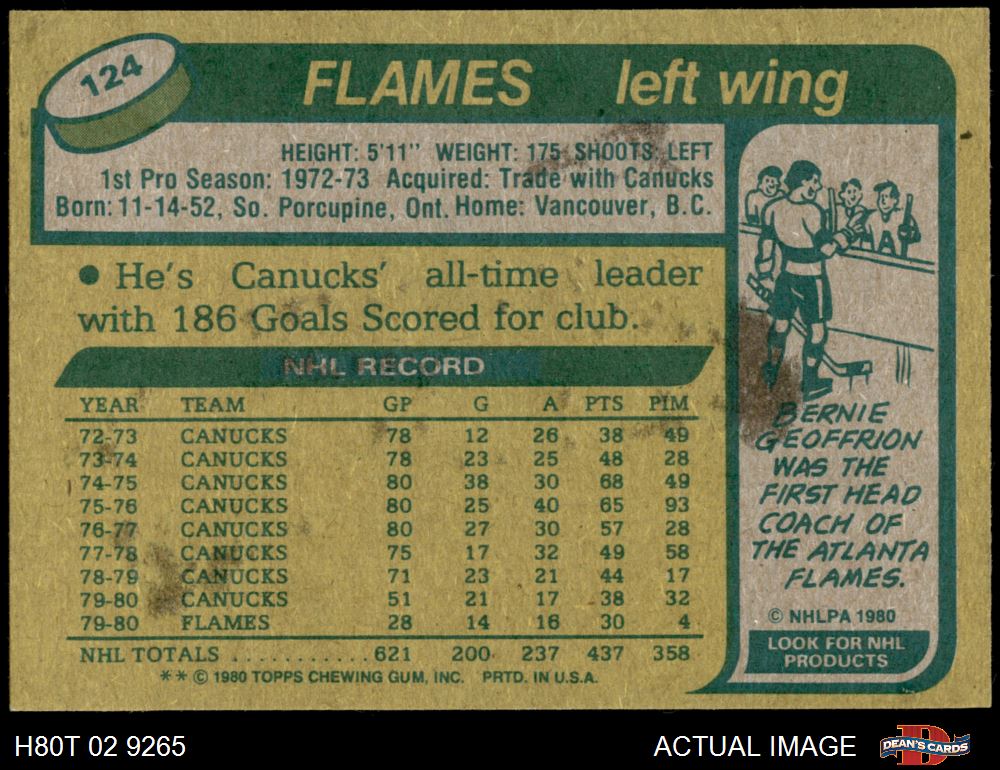 124
FLAMES left wing
HEIGHT: 5'11" WEIGHT: 175 SHOOTS: LEFT
1st Pro Season: 1972-73 Acquired: Trade with Canucks
Born: 11-14-52, So. Porcupine, Ont. Home: Vancouver, B.C.
• He's Canucks' all-time leader
with 186 Goals Scored for club.
NHL RECORD
YEAR TEAM GP G A PTS PIM
72-73 CANUCKS 78 12 26 38 49
73-74 CANUCKS 78 23 25 48 28
74-75 CANUCKS 80 38 30 68 49
75-76 CANUCKS 80 25 40 65 93
76-77 CANUCKS 80 27 30 57 28
77-78 CANUCKS 75 17 32 49 58
78-79 CANUCKS 71 23 21 44 17
79-80 CANUCKS 51 21 17 38 32
79-80 FLAMES 28 14 16 30 4
NHL TOTALS ........... 621 200 237 437 358
** © 1980 TOPPS CHEWING GUM, INC. PRTD. IN U.S.A.
A
BERNIE
GEOFFRION
WAS THE
FIRST HEAD
COACH OF
THE ATLANTA
FLAMES.
© NHLPA 1980
LOOK FOR NHL
PRODUCTS
H80T 02 9265
ACTUAL IMAGE
D
DEAN'S CARDS